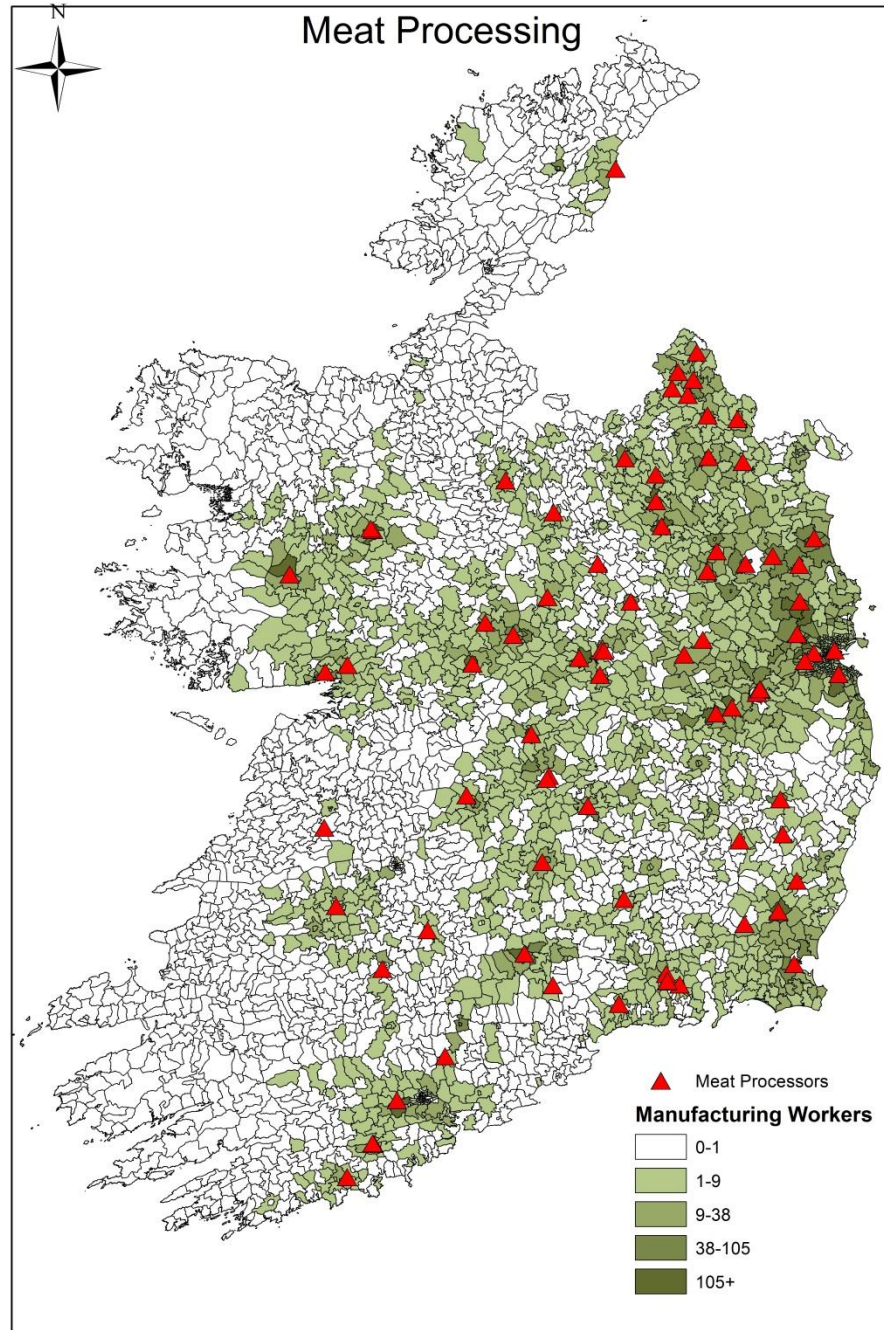 N
Meat Processing
Meat Processors
Manufacturing Workers
0-1
1-9
9-38
38-105
105+